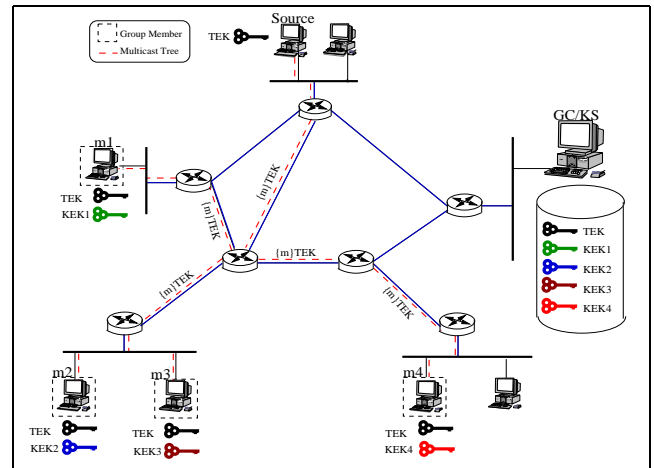 Source
TEK
Group Member
Multicast Tree
GC/KS
m1
TEK
KEK1
{m}TEK
{m}TEK
{m}TEK
{m}TEK
{m}TEK
TEK
KEK1
KEK2
KEK3
KEK4
m2
m3
m4
TEK
KEK2
TEK
KEK3
TEK
KEK4